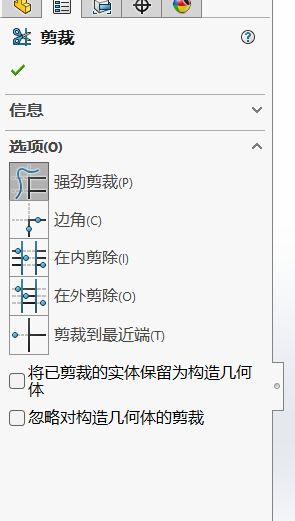 剪裁
信息
选项(O)
强劲剪裁(P)
边角(C)
在内剪除(I)
在外剪除(O)
剪裁到最近端(T)
将已剪裁的实体保留为构造几何
体
忽略对构造几何体的剪裁